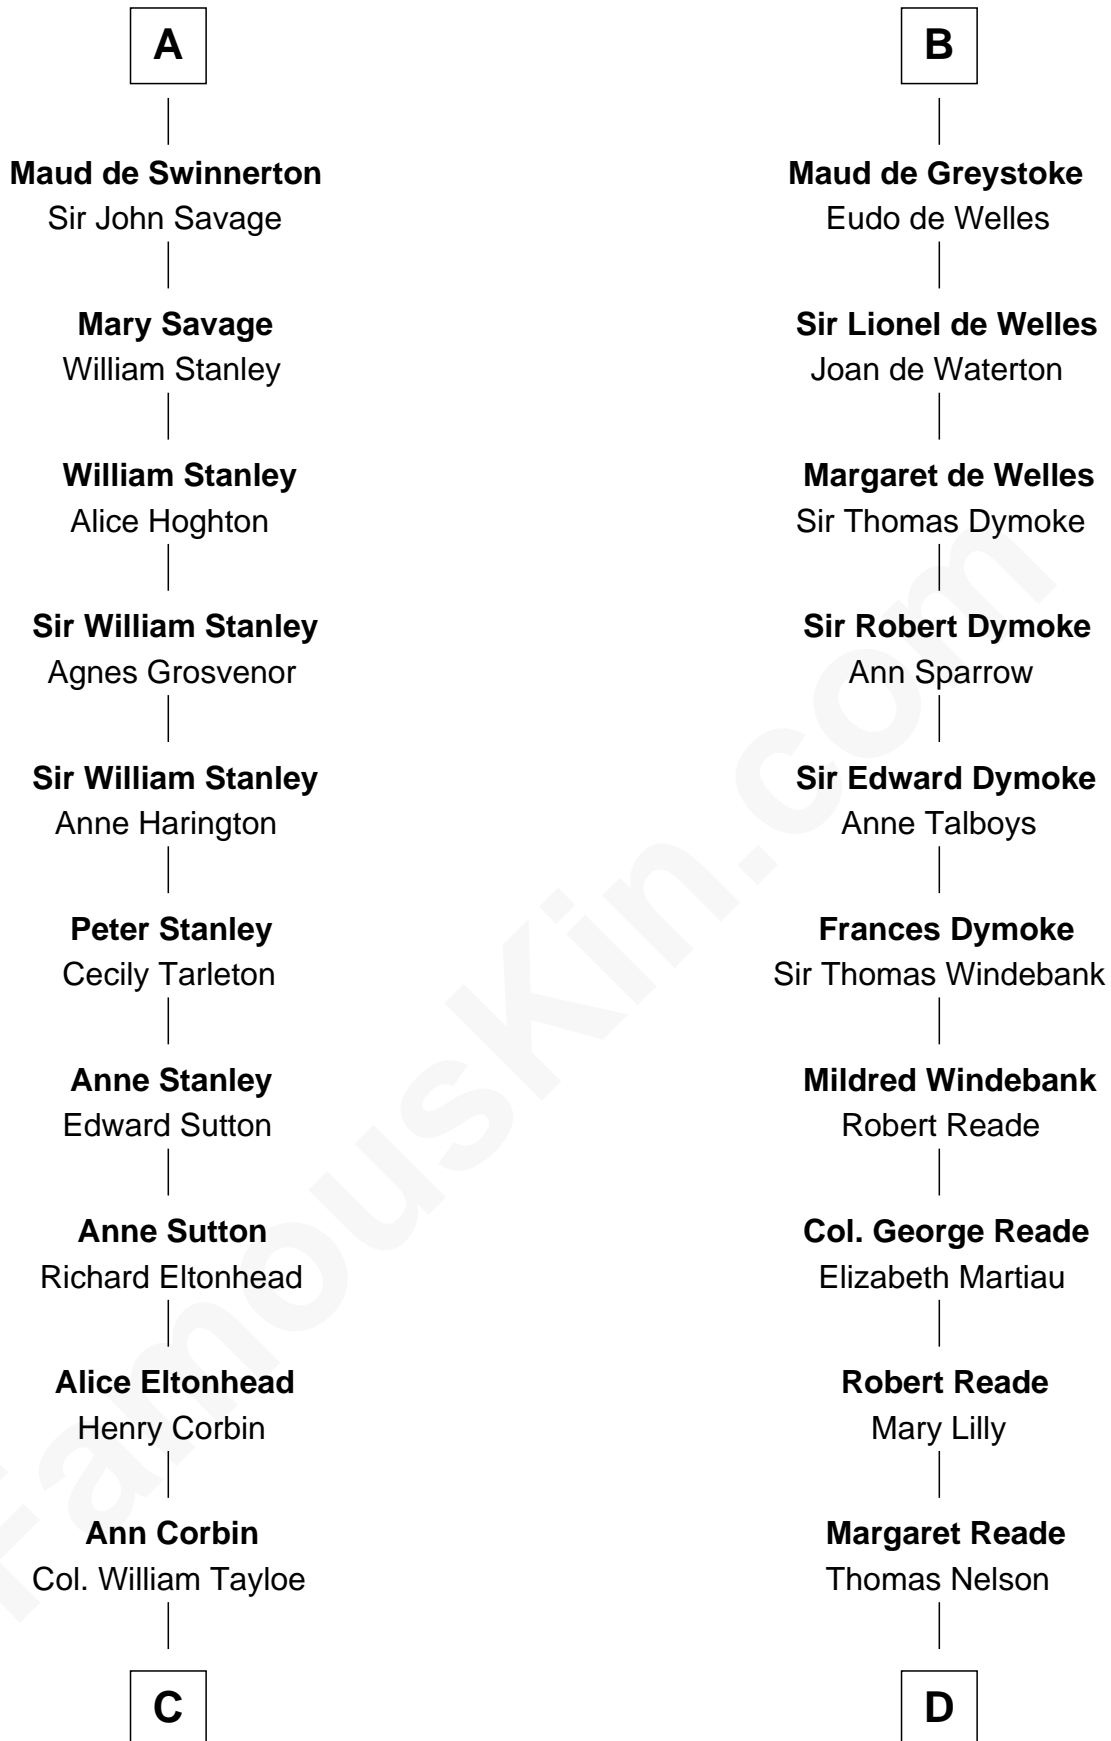 A
Maud de Swinnerton
Sir John Savage
Mary Savage
William Stanley
William Stanley
Alice Hoghton
Sir William Stanley
Agnes Grosvenor
Sir William Stanley
Anne Harington
Peter Stanley
Cecily Tarleton
Anne Stanley
Edward Sutton
Anne Sutton
Richard Eltonhead
Alice Eltonhead
Henry Corbin
Ann Corbin
Col. William Tayloe
C
B
Maud de Greystoke
Eudo de Welles
Sir Lionel de Welles
Joan de Waterton
Margaret de Welles
Sir Thomas Dymoke
Sir Robert Dymoke
Ann Sparrow
Sir Edward Dymoke
Anne Talboys
Frances Dymoke
Sir Thomas Windebank
Mildred Windebank
Robert Reade
Col. George Reade
Elizabeth Martiau
Robert Reade
Mary Lilly
Margaret Reade
Thomas Nelson
D
FamousKin.com